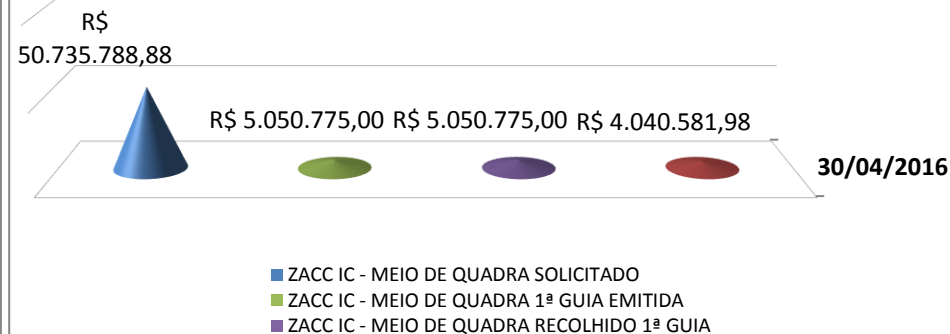 R$
50.735.788,88
R$ 5.050.775,00 R$ 5.050.775,00 R$ 4.040.581,98
30/04/2016
ZACC IC - MEIO DE QUADRA SOLICITADO
ZACC IC - MEIO DE QUADRA 1ª GUIA EMITIDA
ZACC IC - MEIO DE QUADRA RECOLHIDO 1ª GUIA